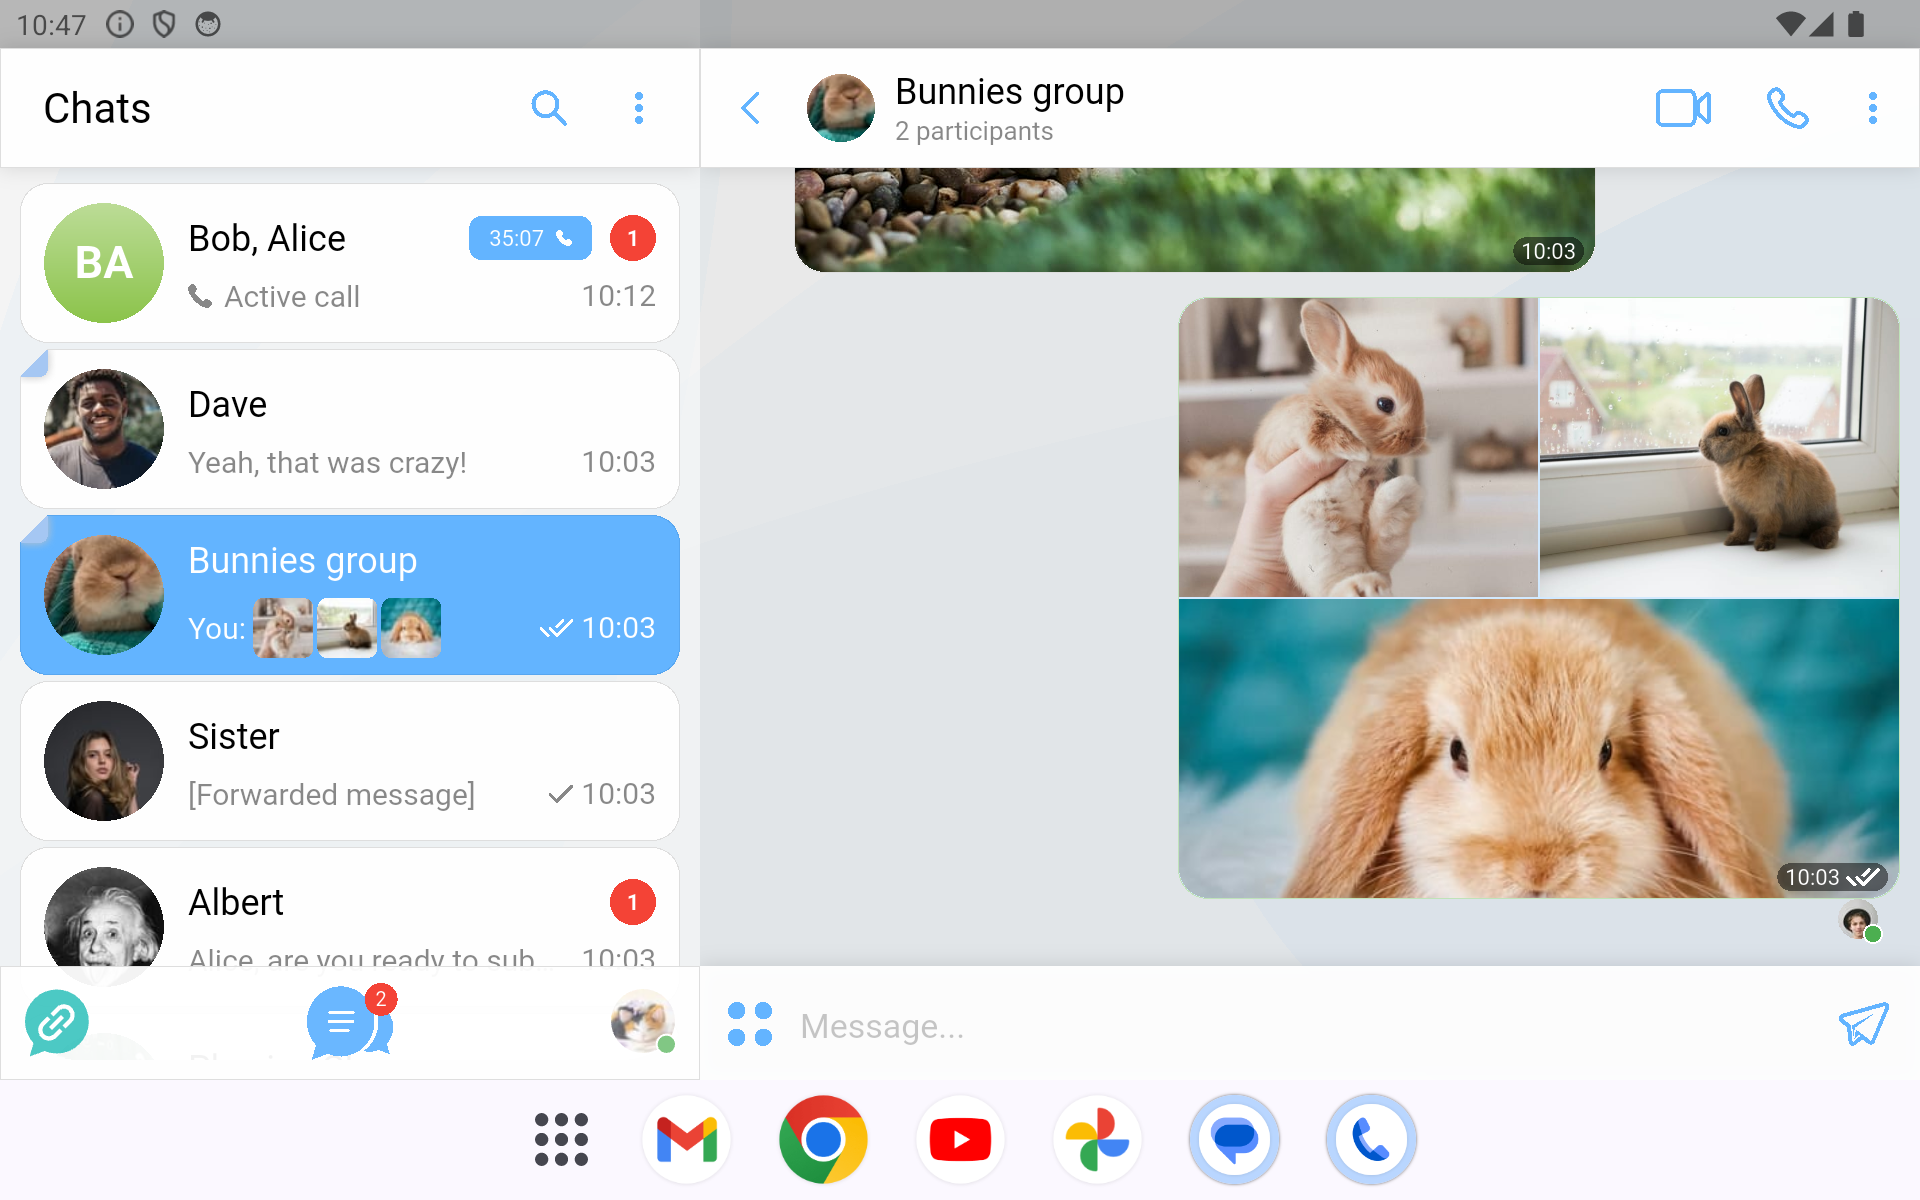 10:47
Chats
Bob, Alice
35:07
1
BA
Active call
10:12
Dave
Yeah, that was crazy!
10:03
Bunnies group
You:
10:03
Sister
[Forwarded message]
10:03
Albert
1
Alice, are you ready to sub...
10:03
2
Bunnies group
2 participants
10:03
10:03
Message...